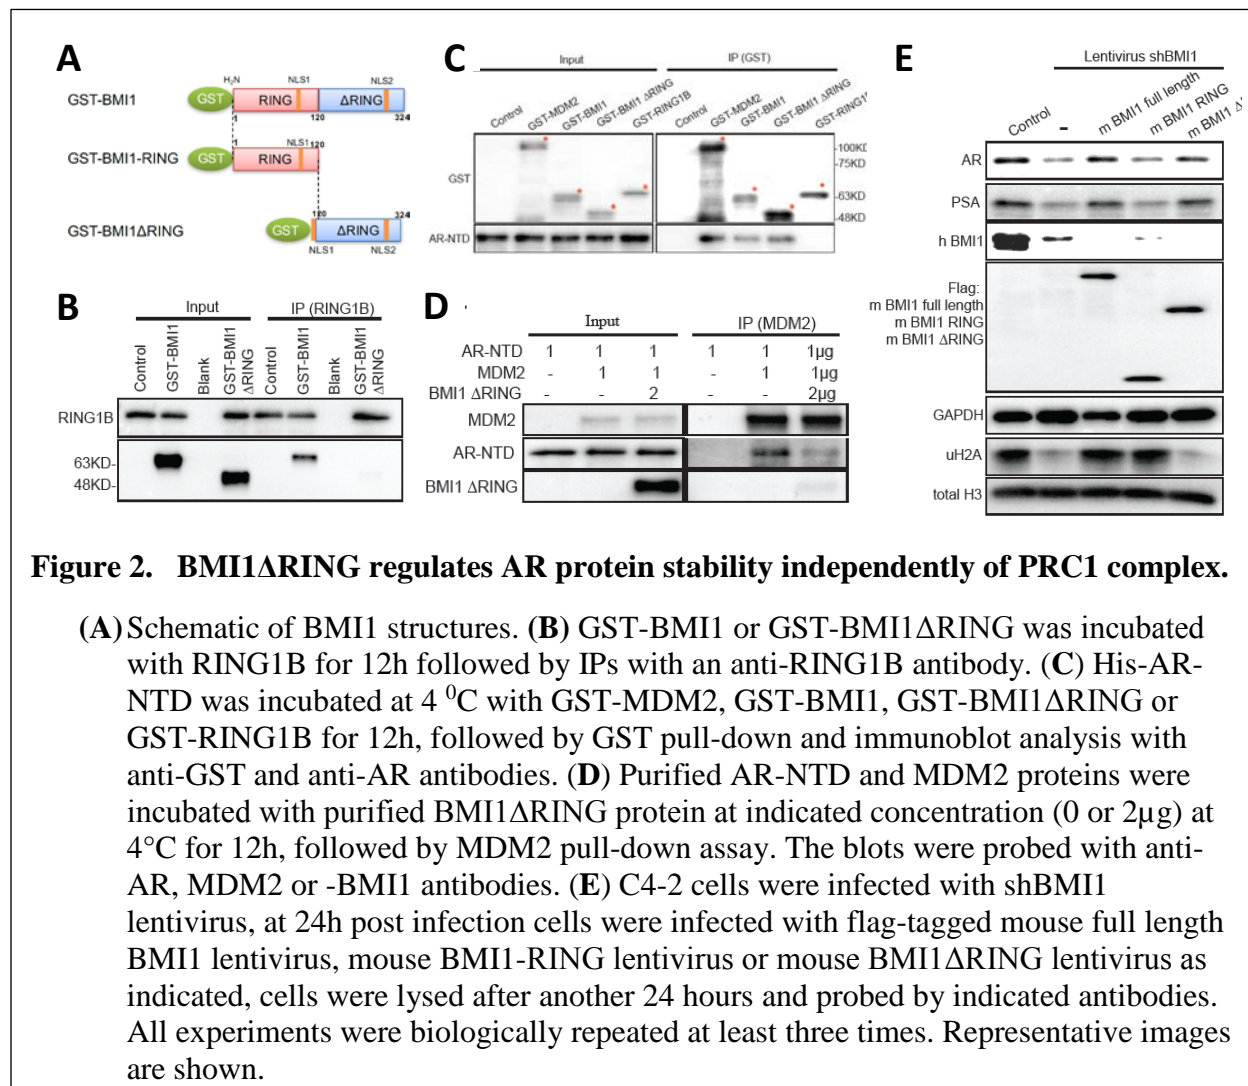 A
H₂N
NLS1
NLS2
GST-BMI1
GST
RING
ΔRING
1
120
324
GST-BMI1-RING
GST
1
RING
NLS1
120
GST-BMI1ΔRING
GST
120
ΔRING
324
NLS1
NLS2
B
Input
IP (RING1B)
Control
GST-BMI1
Blank
GST-BMI1 ΔRING
Control
GST-BMI1
Blank
GST-BMI1 ΔRING
RING1B
63KD-
48KD-
C
Input
IP (GST)
Control
GST-MDM2
GST-BMI1
GST-BMI1 ΔRING
GST-RING1B
Control
GST-MDM2
GST-BMI1
GST-BMI1 ΔRING
GST
-100KD
-75KD
-63KD
-48KD
AR-NTD
D
Input
IP (MDM2)
AR-NTD 1 1 1 1 1 1µg
MDM2 - 1 1 - 1 1µg
BMI1 ΔRING - - 2 - - 2µg
MDM2
AR-NTD
BMI1 ΔRING
E
Lentivirus shBMI1
Control
-
m BMI1 full length
m BMI1 RING
AR
PSA
h BMI1
Flag:
m BMI1 full length
m BMI1 RING
m BMI1 ΔRING
GAPDH
uH2A
total H3
Figure 2. BMI1ΔRING regulates AR protein stability independently of PRC1 complex.
(A) Schematic of BMI1 structures. (B) GST-BMI1 or GST-BMI1ΔRING was incubated
with RING1B for 12h followed by IPs with an anti-RING1B antibody. (C) His-AR-
NTD was incubated at 4 ⁰C with GST-MDM2, GST-BMI1, GST-BMI1ΔRING or
GST-RING1B for 12h, followed by GST pull-down and immunoblot analysis with
anti-GST and anti-AR antibodies. (D) Purified AR-NTD and MDM2 proteins were
incubated with purified BMI1ΔRING protein at indicated concentration (0 or 2µg) at
4°C for 12h, followed by MDM2 pull-down assay. The blots were probed with anti-
AR, MDM2 or -BMI1 antibodies. (E) C4-2 cells were infected with shBMI1
lentivirus, at 24h post infection cells were infected with flag-tagged mouse full length
BMI1 lentivirus, mouse BMI1-RING lentivirus or mouse BMI1ΔRING lentivirus as
indicated, cells were lysed after another 24 hours and probed by indicated antibodies.
All experiments were biologically repeated at least three times. Representative images
are shown.